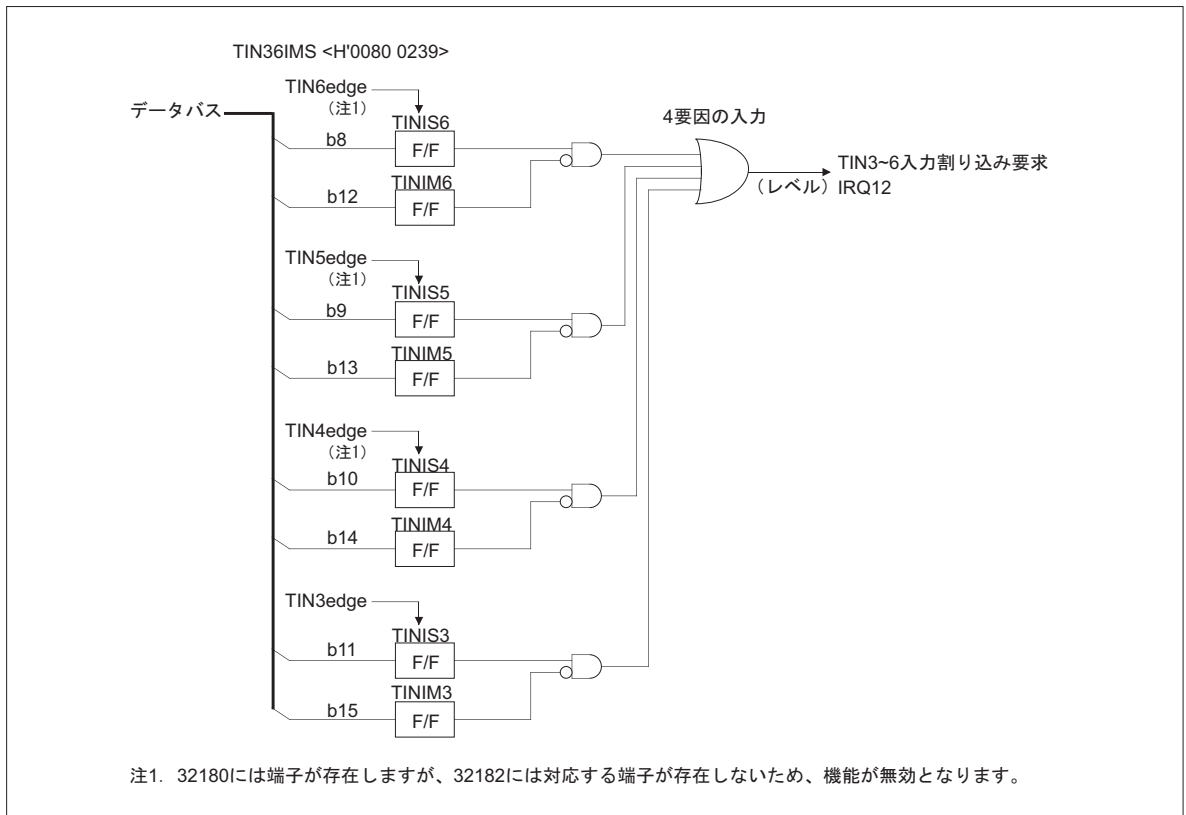 TIN36IMS <H'0080 0239>
データバス
TIN6edge
（注1）
TINIS6
b8
F/F
TINIM6
b12
F/F
TIN5edge
（注1）
TINIS5
b9
F/F
TINIM5
b13
F/F
TIN4edge
（注1）
TINIS4
b10
F/F
TINIM4
b14
F/F
TIN3edge
TINIS3
b11
F/F
TINIM3
b15
F/F
4要因の入力
TIN3~6入力割り込み要求
（レベル） IRQ12
注1. 32180には端子が存在しますが、32182には対応する端子が存在しないため、機能が無効となります。